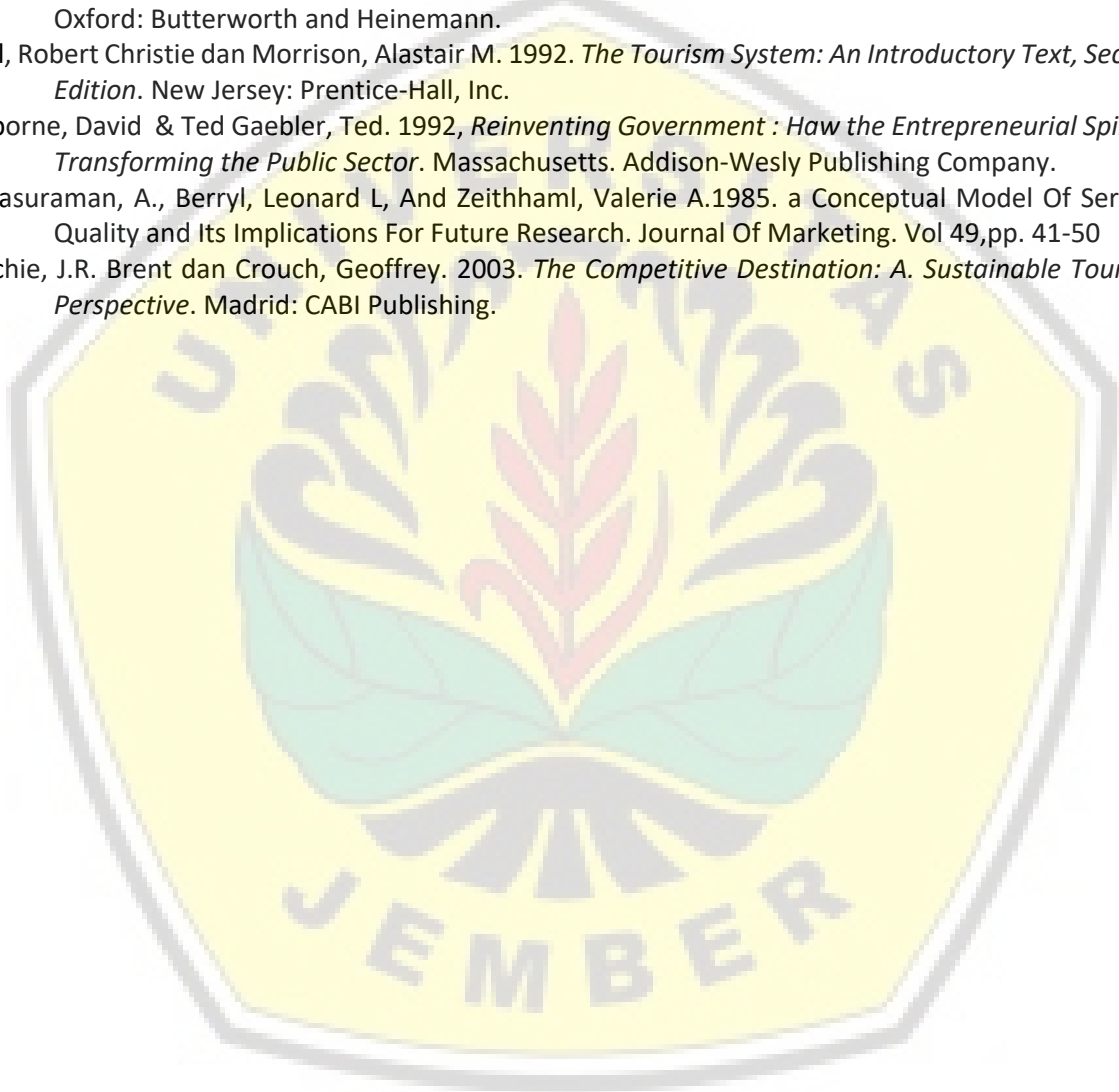 Oxford: Butterworth and Heinemann.
l, Robert Christie dan Morrison, Alastair M. 1992. The Tourism System: An Introductory Text, Sec
Edition. New Jersey: Prentice-Hall, Inc.
borne, David & Ted Gaebler, Ted. 1992, Reinventing Government : Haw the Entrepreneurial Spi
Transforming the Public Sector. Massachusetts. Addison-Wesly Publishing Company.
asuraman, A., Berryl, Leonard L, And Zeithhaml, Valerie A.1985. a Conceptual Model Of Ser
Quality and Its Implications For Future Research. Journal Of Marketing. Vol 49,pp. 41-50
chie, J.R. Brent dan Crouch, Geoffrey. 2003. The Competitive Destination: A. Sustainable Tour
Perspective. Madrid: CABI Publishing.
UNIVERSITAS
JEMBER